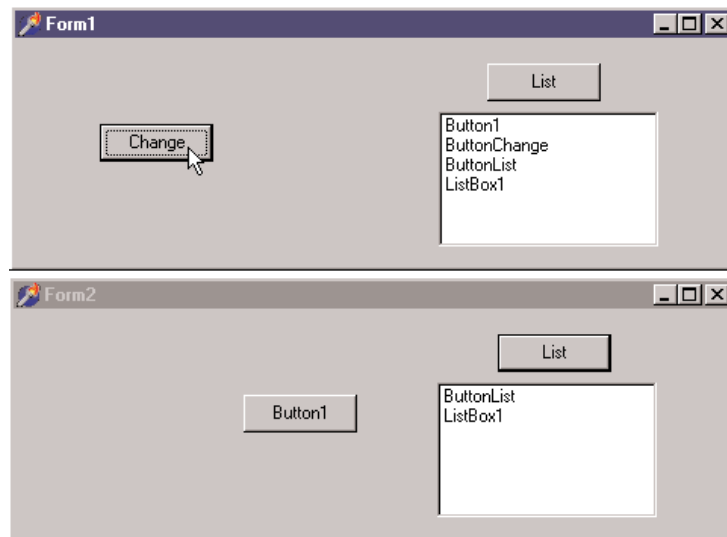 Form1
List
Change
Button1
ButtonChange
ButtonList
ListBox1
Form2
List
Button1
ButtonList
ListBox1